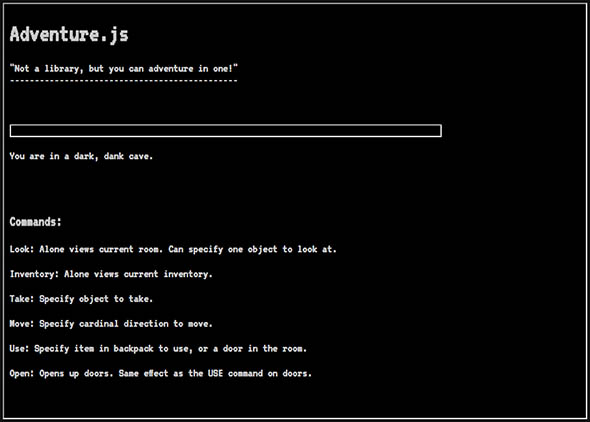 Adventure.js
"Not a library, but you can adventure in one!"
----------------------------------------------
You are in a dark, dank cave.
Commands:
Look: Alone views current room. Can specify one object to look at.
Inventory: Alone views current inventory.
Take: Specify object to take.
Move: Specify cardinal direction to move.
Use: Specify item in backpack to use, or a door in the room.
Open: Opens up doors. Same effect as the USE command on doors.